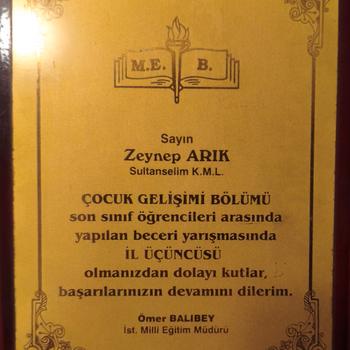 M.E. B.
Sayın
Zeynep ARIK
Sultanselim K.M.L.
ÇOCUK GELİŞİMİ BÖLÜMÜ
son sınıf öğrencileri arasında
yapılan beceri yarışmasında
İL ÜÇÜNCÜSÜ
olmanızdan dolayı kutlar,
başarılarınızın devamını dilerim.
Ömer BALIBEY
İst. Milli Eğitim Müdürü